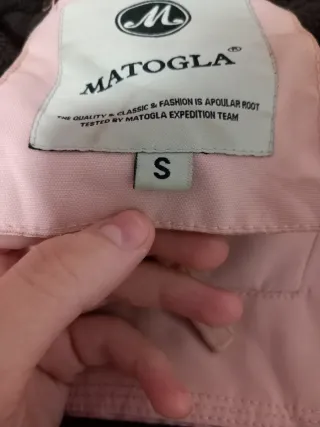 M
MATOGLA®
THE QUALITY & CLASSIC & FASHION IS APOULAR ROOT
TESTED BY MATOGLA EXPEDITION TEAM
S